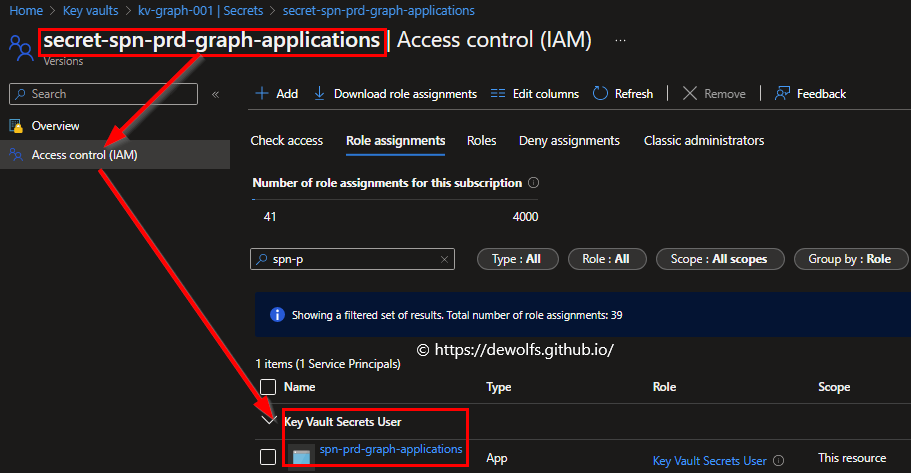 Home > Key vaults > kv-graph-001 | Secrets > secret-spn-prd-graph-applications
secret-spn-prd-graph-applications | Access control (IAM) ...
Versions
Search «
Overview
Access control (IAM)
Add Download role assignments Edit columns Refresh Remove Feedback
Check access Role assignments Roles Deny assignments Classic administrators
Number of role assignments for this subscription
41 4000
spn-p Type : All Role : All Scope : All scopes Group by : Role
Showing a filtered set of results. Total number of role assignments: 39
© https://dewolfs.github.io/
1 items (1 Service Principals)
Name Type Role Scope
Key Vault Secrets User
spn-prd-graph-applications App Key Vault Secrets User This resource